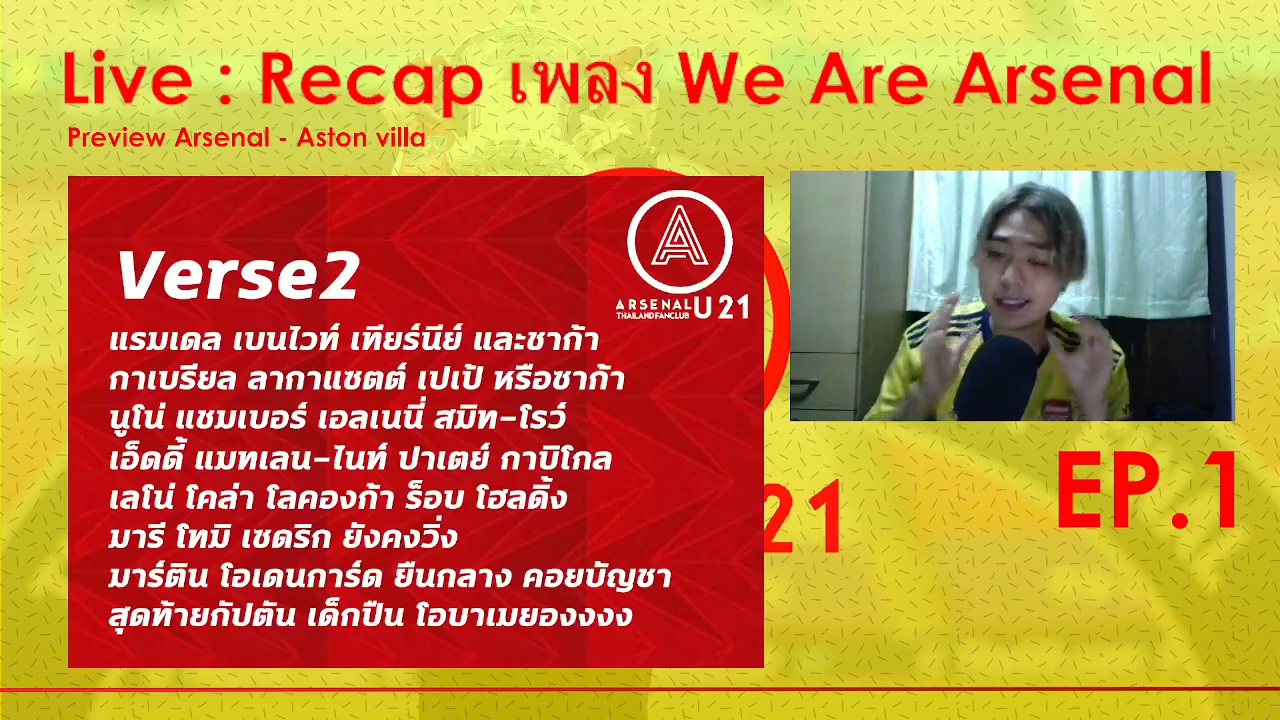 Live : Recap เพลง We Are Arsenal
Preview Arsenal - Aston villa
Verse2
ARSENAL U21
THAILAND FANCLUB
แรมเดล เบนไวท์ เทียร์นีย์ และซาก้า
กาเบรียล ลากาแซตต์ เปเป้ หรือซาก้า
นูโน่ แชมเบอร์ เอลเนนี่ สมิท-โรว์
เอ็ดดี้ แมทเลน-ไนท์ ปาเตย์ กาบิโกล
เลโน่ โคล่า โลคองก้า ร็อบ โฮลดิ้ง
มารี โทมิ เซดริก ยังคงวิ่ง
มาร์ติน โอเดนการ์ด ยืนกลาง คอยบัญชา
สุดท้ายกัปตัน เด็กปืน โอบาเมยองงงง
EP.1
21